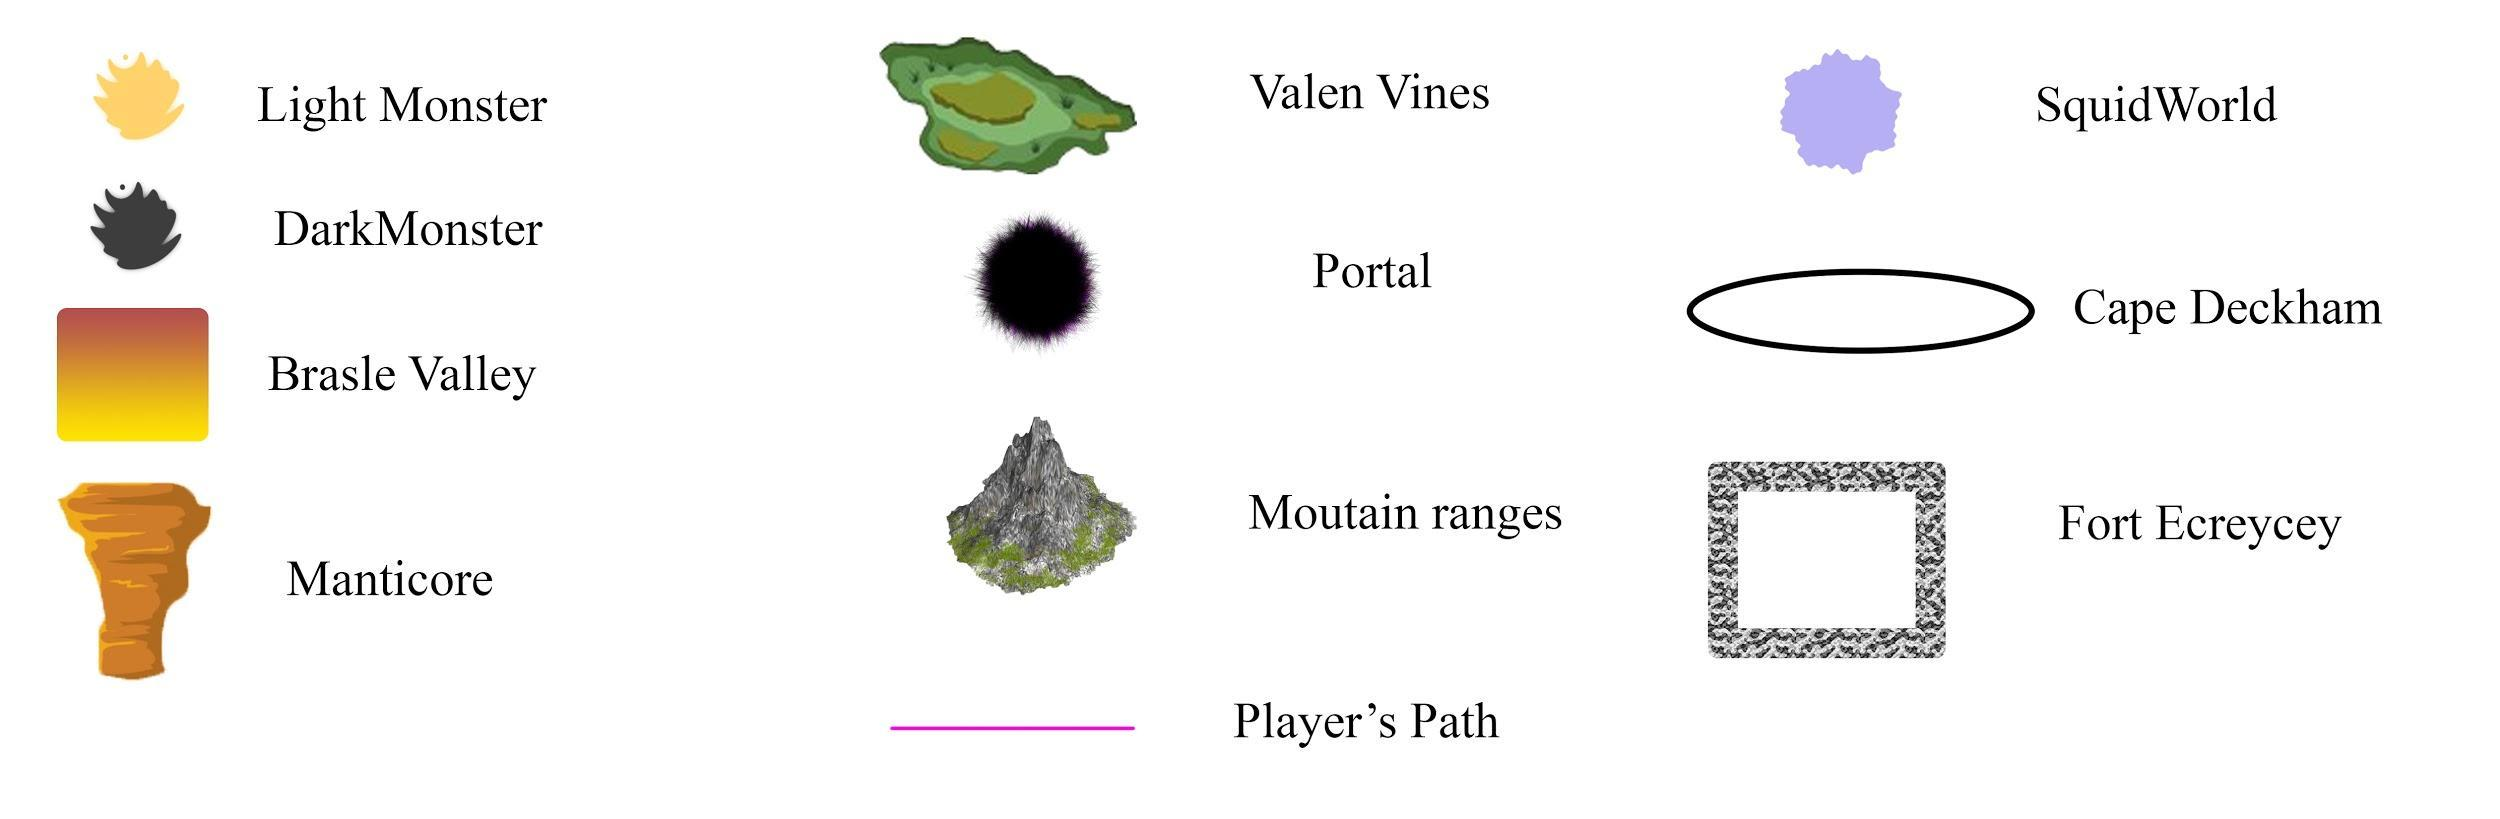 Light Monster
DarkMonster
Brasle Valley
Manticore
Valen Vines
Portal
Moutain ranges
Player’s Path
SquidWorld
Cape Deckham
Fort Ecreycey